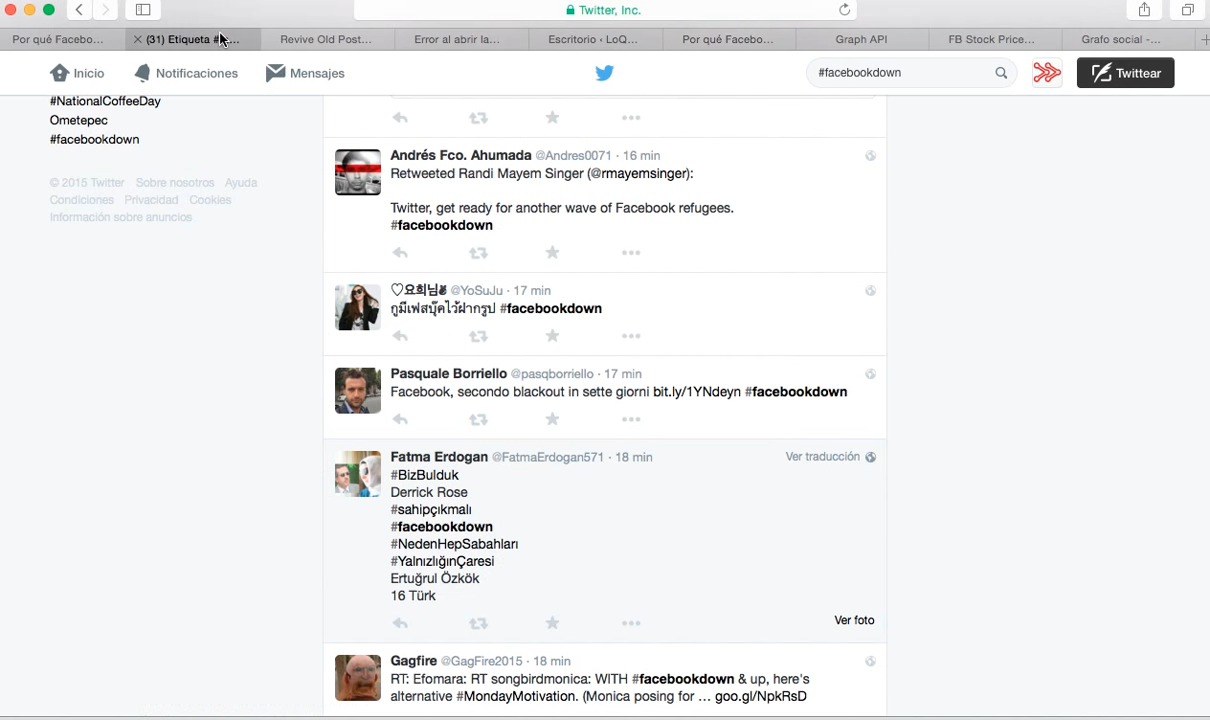 Twitter, Inc.
Por qué Facebo...
(31) Etiqueta #...
Revive Old Post...
Error al abrir la...
Escritorio ‹ LoQ...
Por qué Facebo...
Graph API
FB Stock Price...
Grafo social -...
Inicio
Notificaciones
Mensajes
#facebookdown
Twittear
#NationalCoffeeDay
Ometepec
#facebookdown
© 2015 Twitter Sobre nosotros Ayuda
Condiciones Privacidad Cookies
Información sobre anuncios
Andrés Fco. Ahumada @Andres0071 · 16 min
Retweeted Randi Mayem Singer (@rmayemsinger):
Twitter, get ready for another wave of Facebook refugees.
#facebookdown
♡요희님✌ @YoSuJu · 17 min
กูมีเฟสบุ๊คไว้ฝากรูป #facebookdown
Pasquale Borriello @pasqborriello · 17 min
Facebook, secondo blackout in sette giorni bit.ly/1YNdeyn #facebookdown
Fatma Erdogan @FatmaErdogan571 · 18 min
Ver traducción
#BizBulduk
Derrick Rose
#sahipçıkmalı
#facebookdown
#NedenHepSabahları
#YalnızlığınÇaresi
Ertuğrul Özkök
16 Türk
Ver foto
Gagfire @GagFire2015 · 18 min
RT: Efomara: RT songbirdmonica: WITH #facebookdown & up, here's
alternative #MondayMotivation. (Monica posing for … goo.gl/NpkRsD